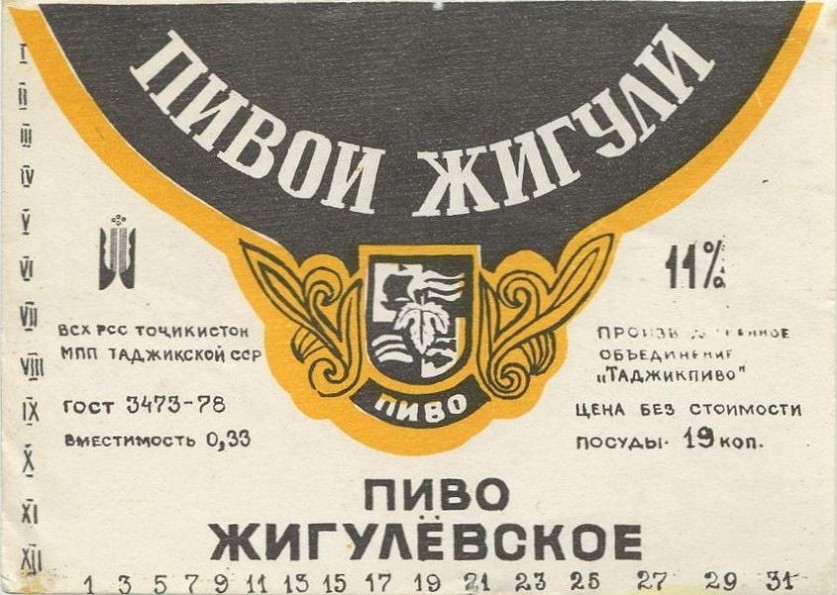 ПИВОИ ЖИГУЛИ
I
II
III
IV
V
VI
VII
VIII
IX
X
XI
XII
11%
ВСХ РСС ТОҶИКИСТОН
МПП ТАДЖИКСКОЙ ССР
ГОСТ 3473-78
ВМЕСТИМОСТЬ 0,33
ОБЪЕДИНЕНИЕ
„ТАДЖИКПИВО"
ЦЕНА БЕЗ СТОИМОСТИ
ПОСУДЫ. 19 КОП.
ПИВО
ПИВО
ЖИГУЛЁВСКОЕ
1 3 5 7 9 11 13 15 17 19 21 23 25 27 29 31